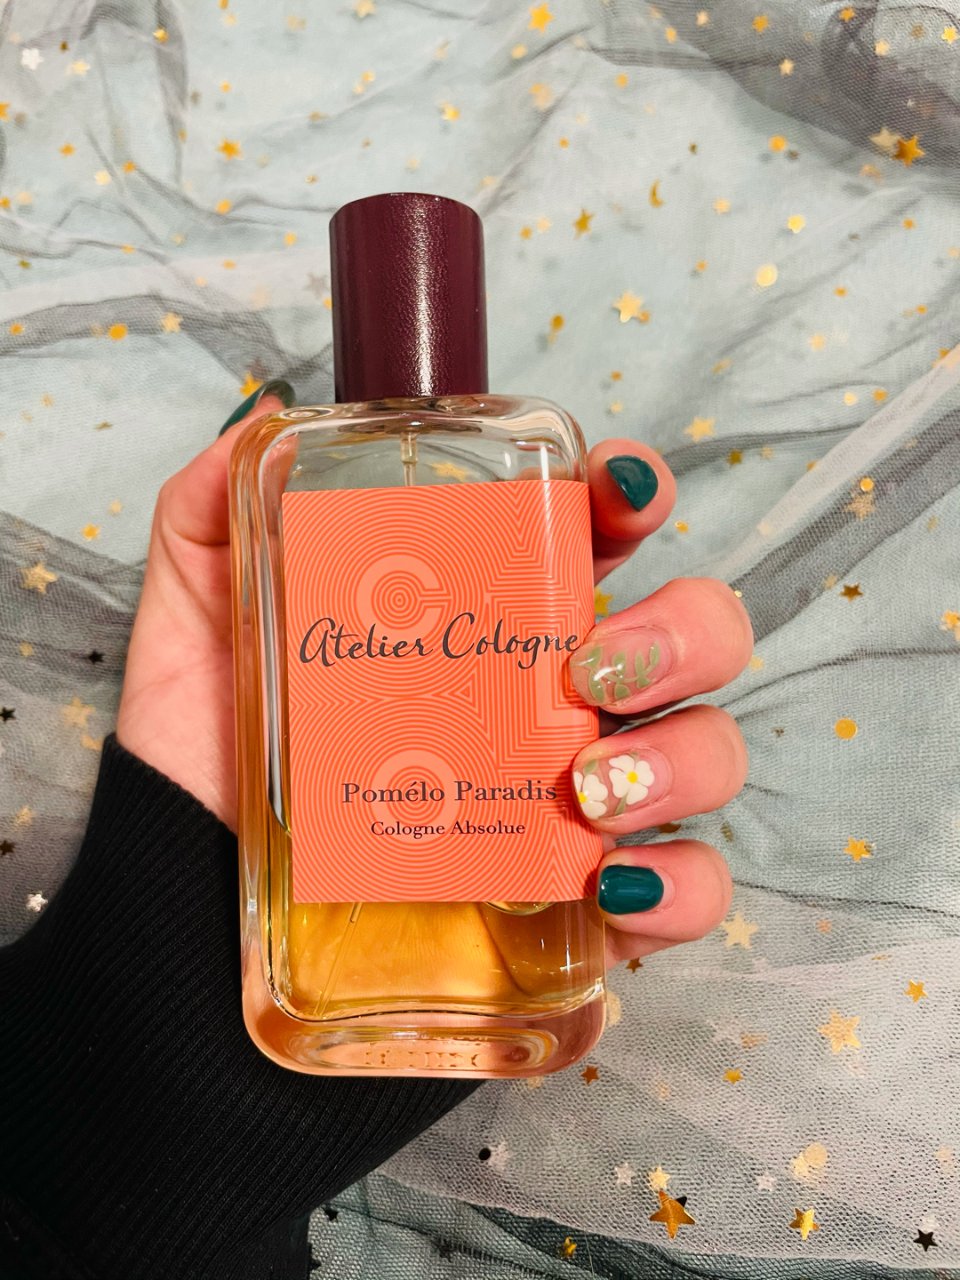 Atelier Cologne
Pomélo Paradis
Cologne Absolue